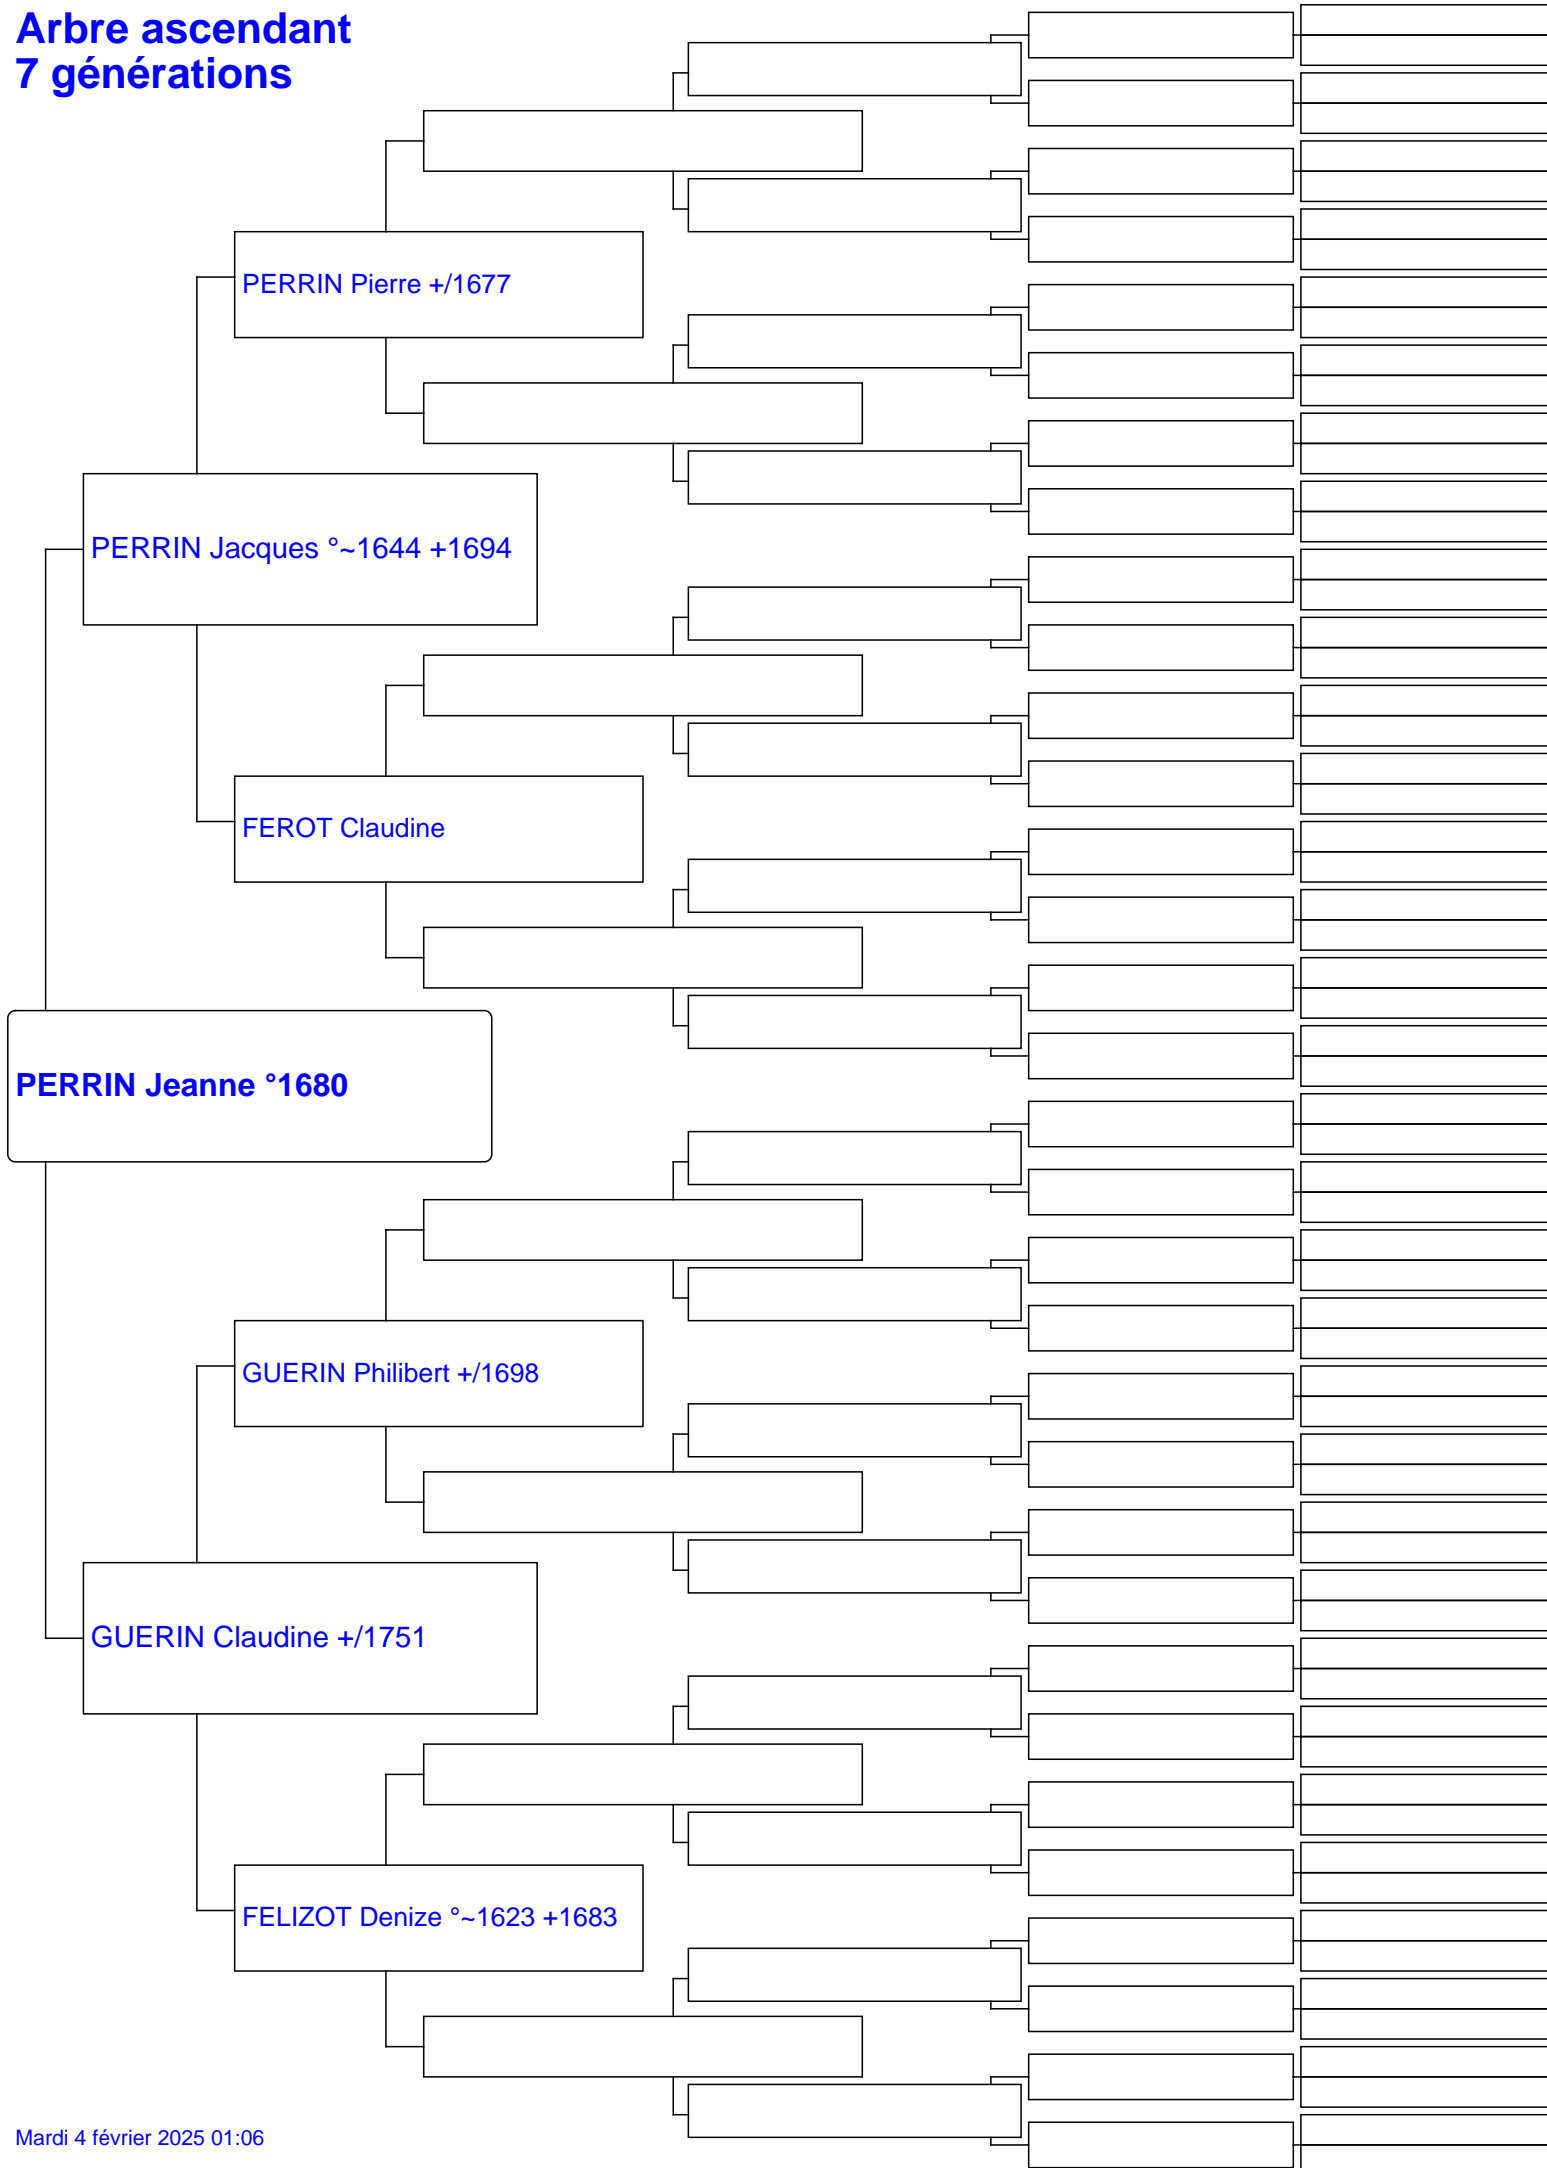 Arbre ascendant
7 générations
PERRIN Pierre +/1677
PERRIN Jacques °~1644 +1694
FEROT Claudine
PERRIN Jeanne °1680
GUERIN Philibert +/1698
GUERIN Claudine +/1751
FELIZOT Denize °~1623 +1683
Mardi 4 février 2025 01:06